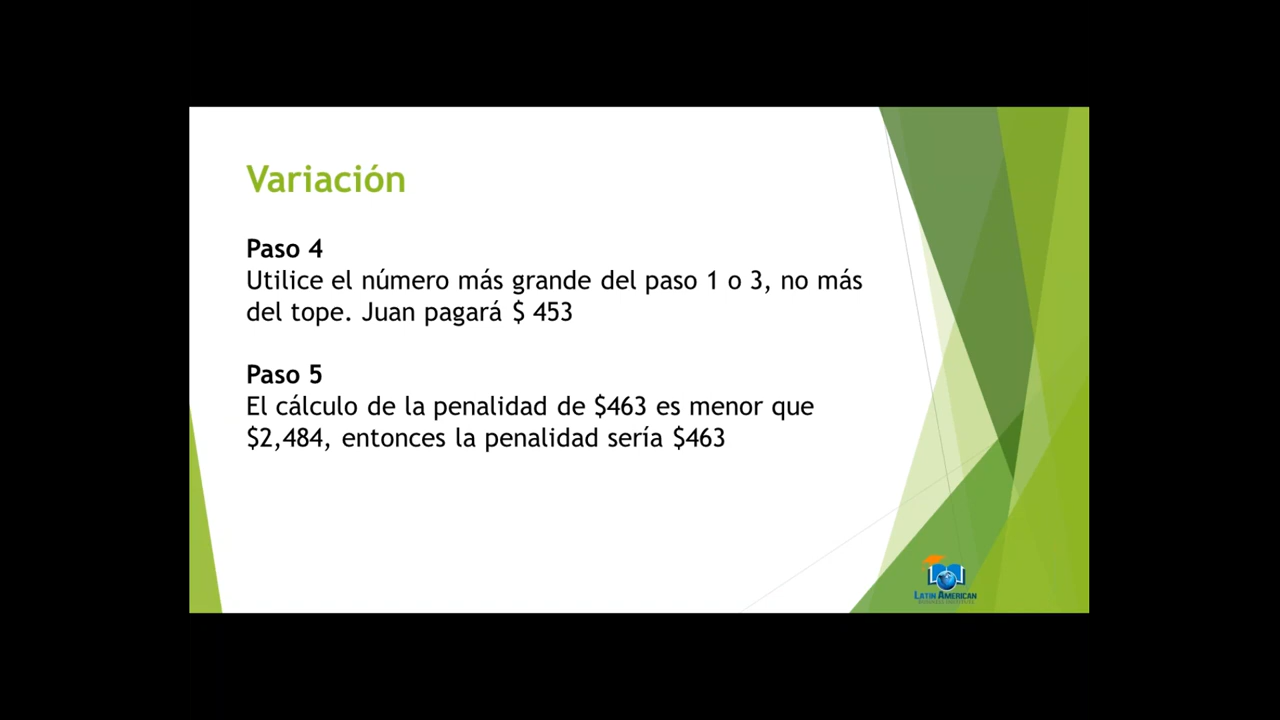 Variación
Paso 4
Utilice el número más grande del paso 1 o 3, no más
del tope. Juan pagará $ 453
Paso 5
El cálculo de la penalidad de $463 es menor que
$2,484, entonces la penalidad sería $463
LATIN AMERICAN